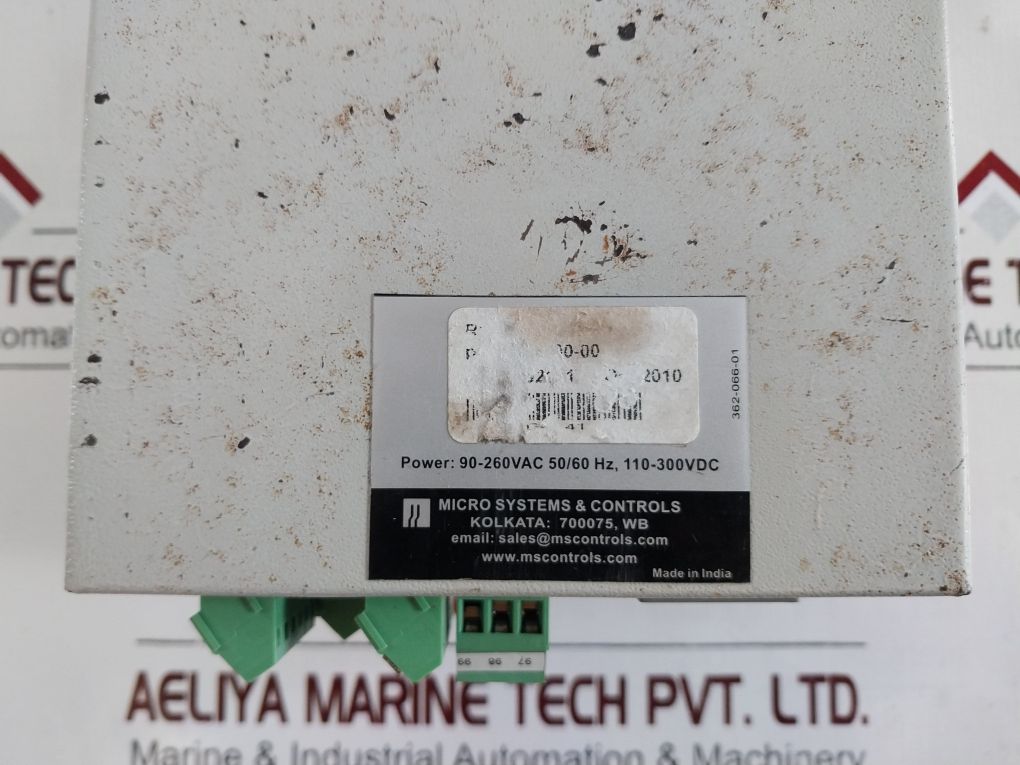 TEC
E T
Automa
00-00
2010
362-066-01
Power: 90-260VAC 50/60 Hz, 110-300VDC
MICRO SYSTEMS & CONTROLS
KOLKATA: 700075, WB
email: sales@mscontrols.com
www.mscontrols.com
Made in India
99 98 97
AELIYA MARINE TECH PVT. LTD.
Marine & Industrial Automation & Machinery